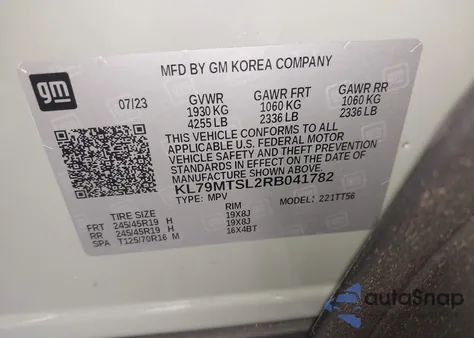 gm
MFD BY GM KOREA COMPANY
07/23 GVWR GAWR FRT GAWR RR
1930 KG 1060 KG 1060 KG
4255 LB 2336 LB 2336 LB
THIS VEHICLE CONFORMS TO ALL
APPLICABLE U.S. FEDERAL MOTOR
VEHICLE SAFETY AND THEFT
PREVENTION STANDARDS IN EFFECT ON
THE DATE OF MANUFACTURE SHOWN ABOVE.
KL79MTSL2RB041782
TYPE: MPV MODEL: 221TT56
TIRE SIZE RIM
FRT 245/45R19 H 19X8J
RR 245/45R19 H 19X8J
SPA T125/70R16 M 16X4BT
autoSnap